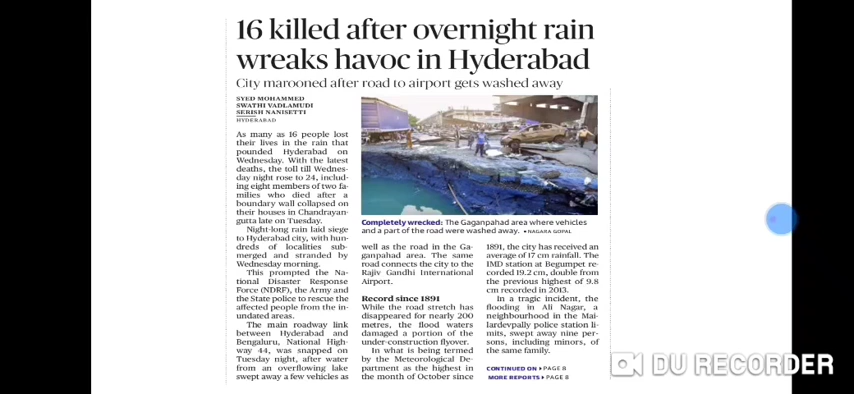 16 killed after overnight rain
wreaks havoc in Hyderabad
City marooned after road to airport gets washed away
SYED MOHAMMED
SWATHI VADLAMUDI
SERISH NANISETTI
HYDERABAD
As many as 16 people lost
their lives in the rain that
pounded Hyderabad on
Wednesday. With the latest
deaths, the toll till Wednes-
day night rose to 24, includ-
ing eight members of two fa-
milies who died after a
boundary wall collapsed on
their houses in Chandrayan-
gutta late on Tuesday.
Night-long rain laid siege
to Hyderabad city, with hun-
dreds of localities sub-
merged and stranded by
Wednesday morning.
This prompted the Na-
tional Disaster Response
Force (NDRF), the Army and
the State police to rescue the
affected people from the in-
undated areas.
The main roadway link
between Hyderabad and
Bengaluru, National High-
way 44, was snapped on
Tuesday night, after water
from an overflowing lake
swept away a few vehicles as
Completely wrecked: The Gaganpahad area where vehicles
and a part of the road were washed away. • NAGARA GOPAL
well as the road in the Ga-
ganpahad area. The same
road connects the city to the
Rajiv Gandhi International
Airport.
Record since 1891
While the road stretch has
disappeared for nearly 200
metres, the flood waters
damaged a portion of the
under-construction flyover.
In what is being termed
by the Meteorological De-
partment as the highest in
the month of October since
1891, the city has received an
average of 17 cm rainfall. The
IMD station at Begumpet re-
corded 19.2 cm, double from
the previous highest of 9.8
cm recorded in 2013.
In a tragic incident, the
flooding in Ali Nagar, a
neighbourhood in the Mai-
lardevpally police station li-
mits, swept away nine per-
sons, including minors, of
the same family.
CONTINUED ON ▸ PAGE 8
MORE REPORTS ▸ PAGE 8
DU RECORDER